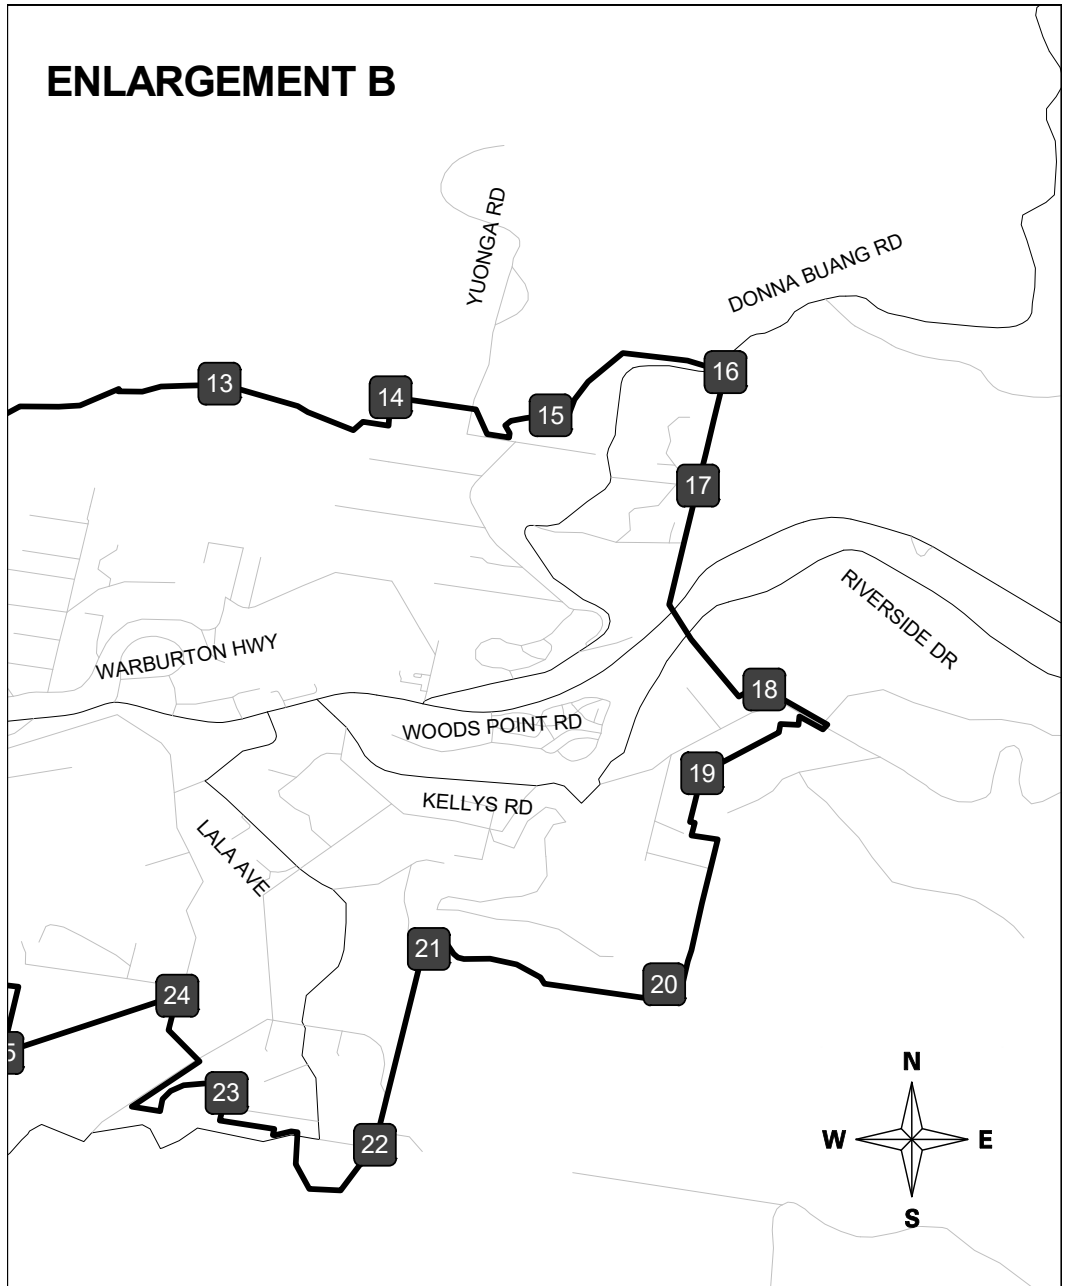 ENLARGEMENT B
YUONGA RD
DONNA BUANG RD
16
13
14
15
17
RIVERSIDE DR
WARBURTON HWY
18
WOODS POINT RD
19
KELLYS RD
LALA AVE
21
20
24
5
23
22
N
W E
S